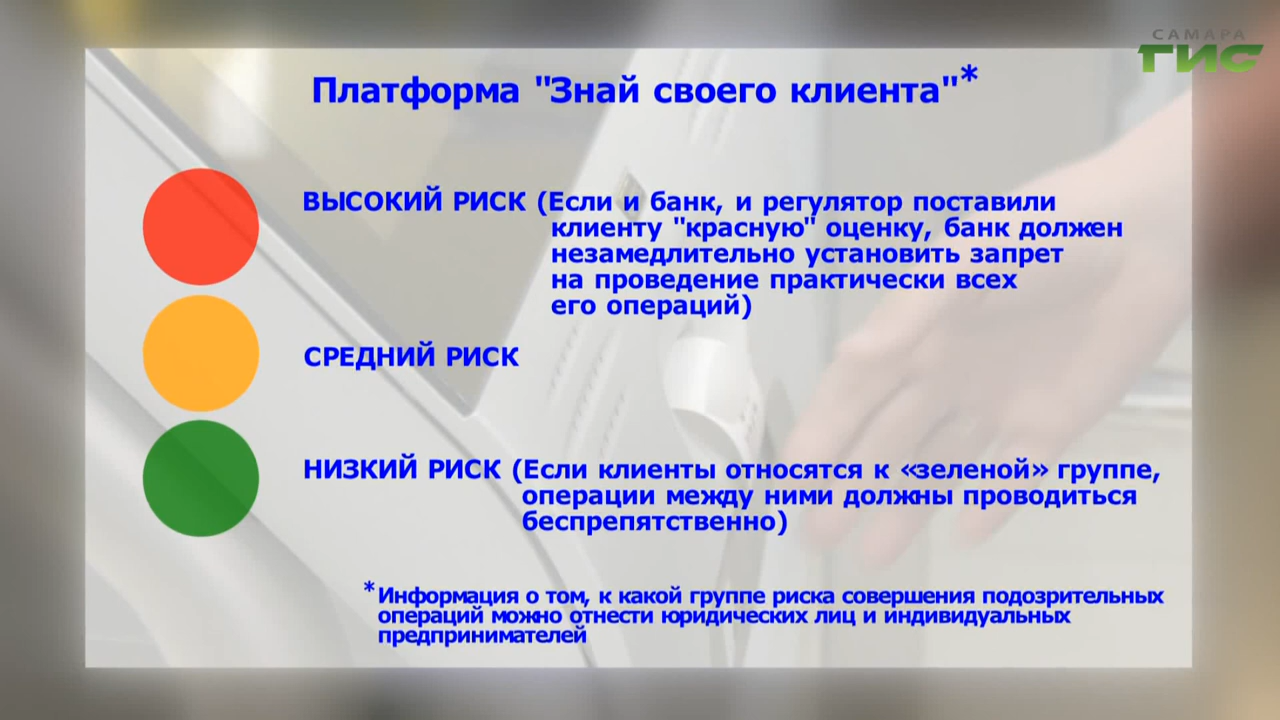 САМАРА
ГИС
Платформа "Знай своего клиента"*
ВЫСОКИЙ РИСК (Если и банк, и регулятор поставили
клиенту "красную" оценку, банк должен
незамедлительно установить запрет
на проведение практически всех
его операций)
СРЕДНИЙ РИСК
НИЗКИЙ РИСК (Если клиенты относятся к «зеленой» группе,
операции между ними должны проводиться
беспрепятственно)
*Информация о том, к какой группе риска совершения подозрительных
операций можно отнести юридических лиц и индивидуальных
предпринимателей